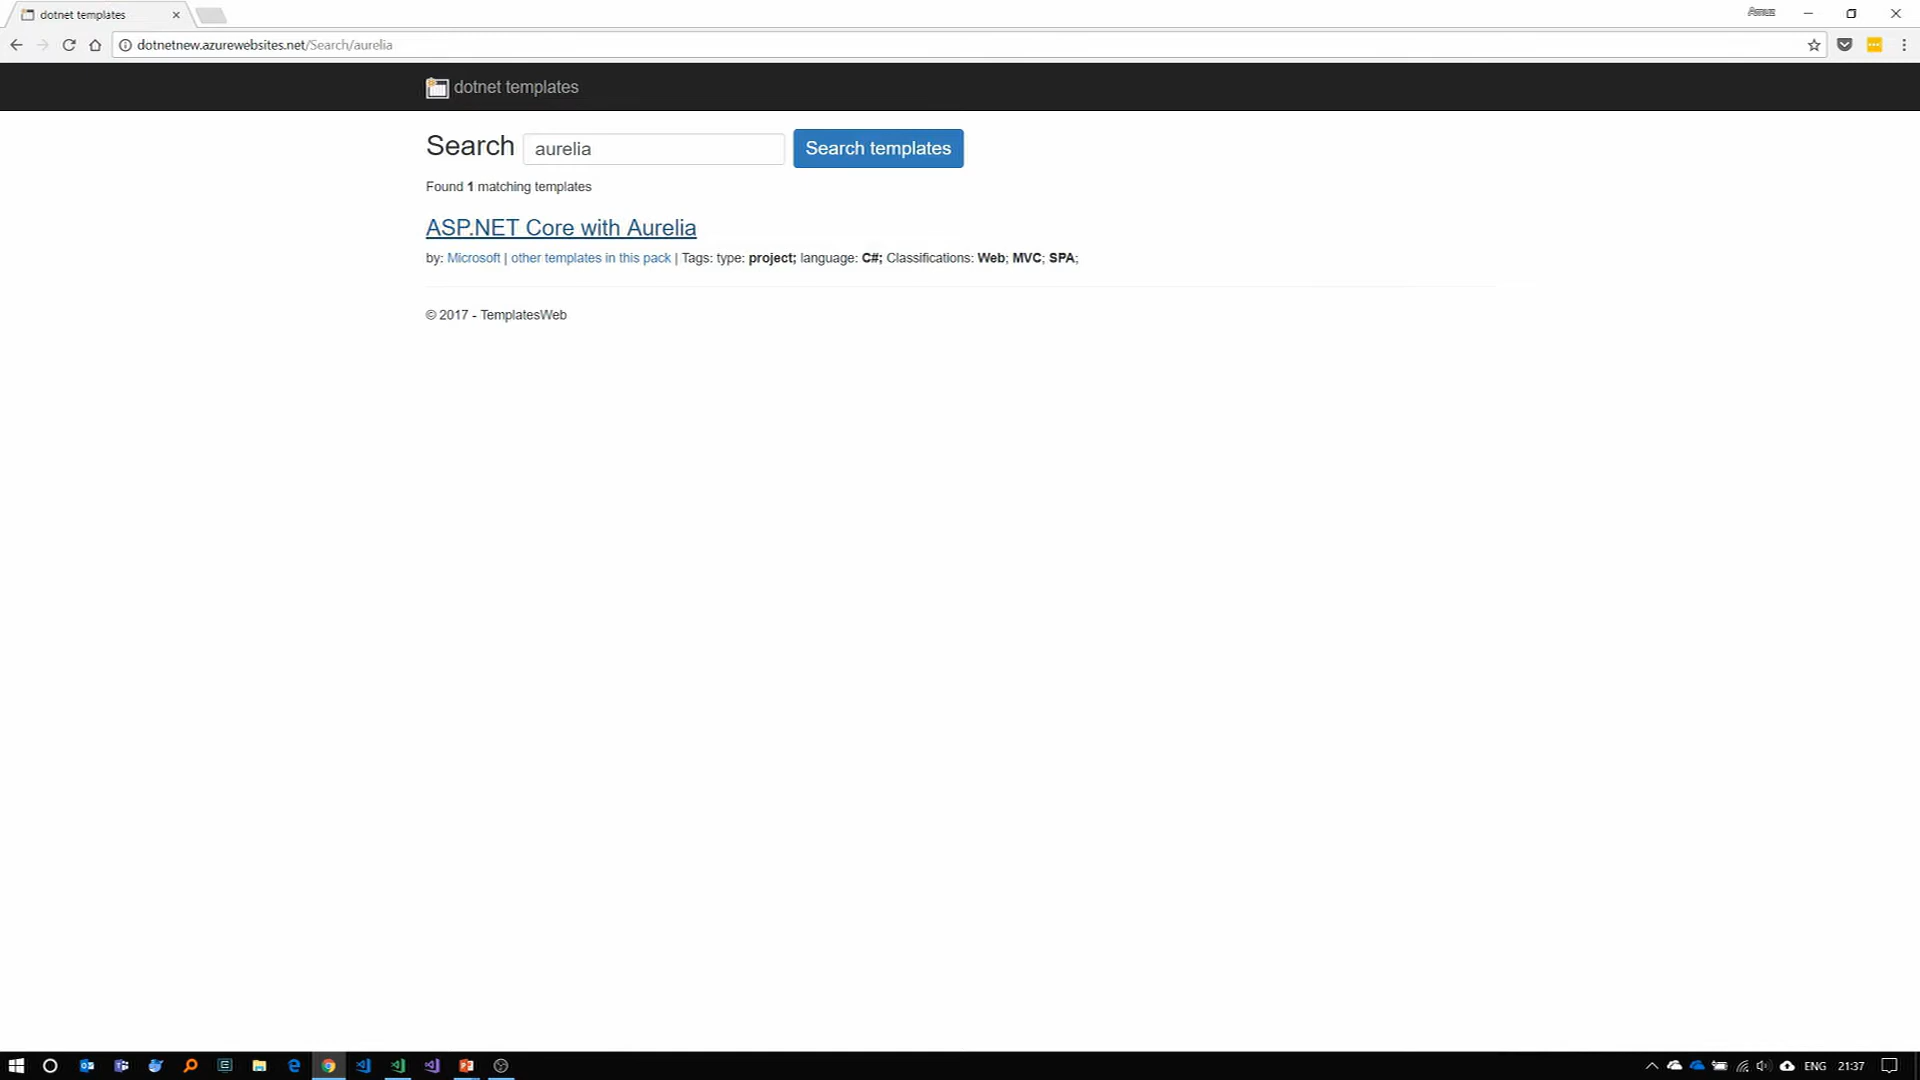 dotnet templates
dotnetnew.azurewebsites.net/Search/aurelia
dotnet templates
Search aurelia Search templates
Found 1 matching templates
ASP.NET Core with Aurelia
by: Microsoft | other templates in this pack | Tags: type: project; language: C#; Classifications: Web; MVC; SPA;
© 2017 - TemplatesWeb
ENG 21:37